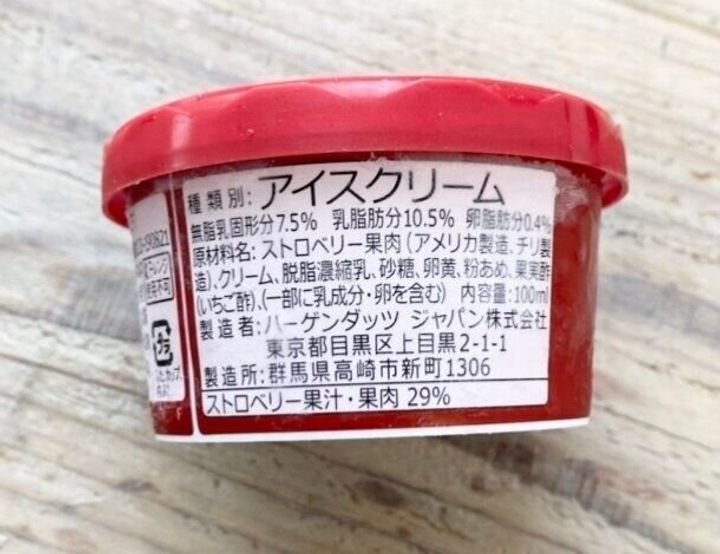 種類別: アイスクリーム
無脂乳固形分7.5% 乳脂肪分10.5% 卵脂肪分0.4%
原材料名: ストロベリー果肉(アメリカ製造、チリ製
造)、クリーム、脱脂濃縮乳、砂糖、卵黄、粉あめ、果実酢
(いちご酢)、(一部に乳成分・卵を含む) 内容量:100ml
製造者:ハーゲンダッツ ジャパン株式会社
東京都目黒区上目黒2-1-1
製造所:群馬県高崎市新町1306
ストロベリー果汁・果肉 29%
プラ